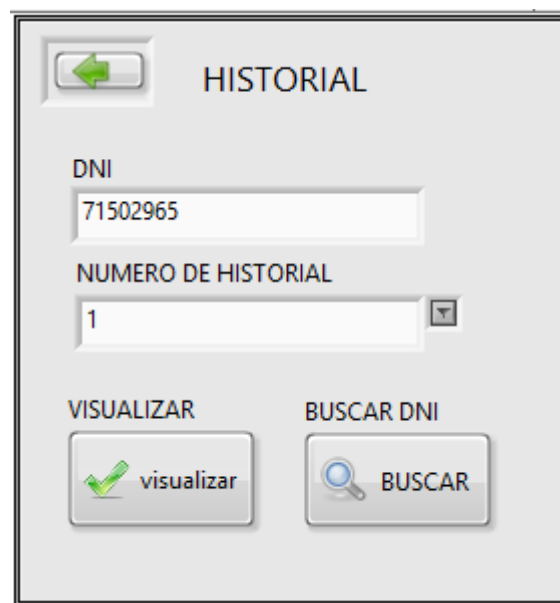 HISTORIAL
DNI
71502965
NUMERO DE HISTORIAL
1
VISUALIZAR
BUSCAR DNI
visualizar
BUSCAR